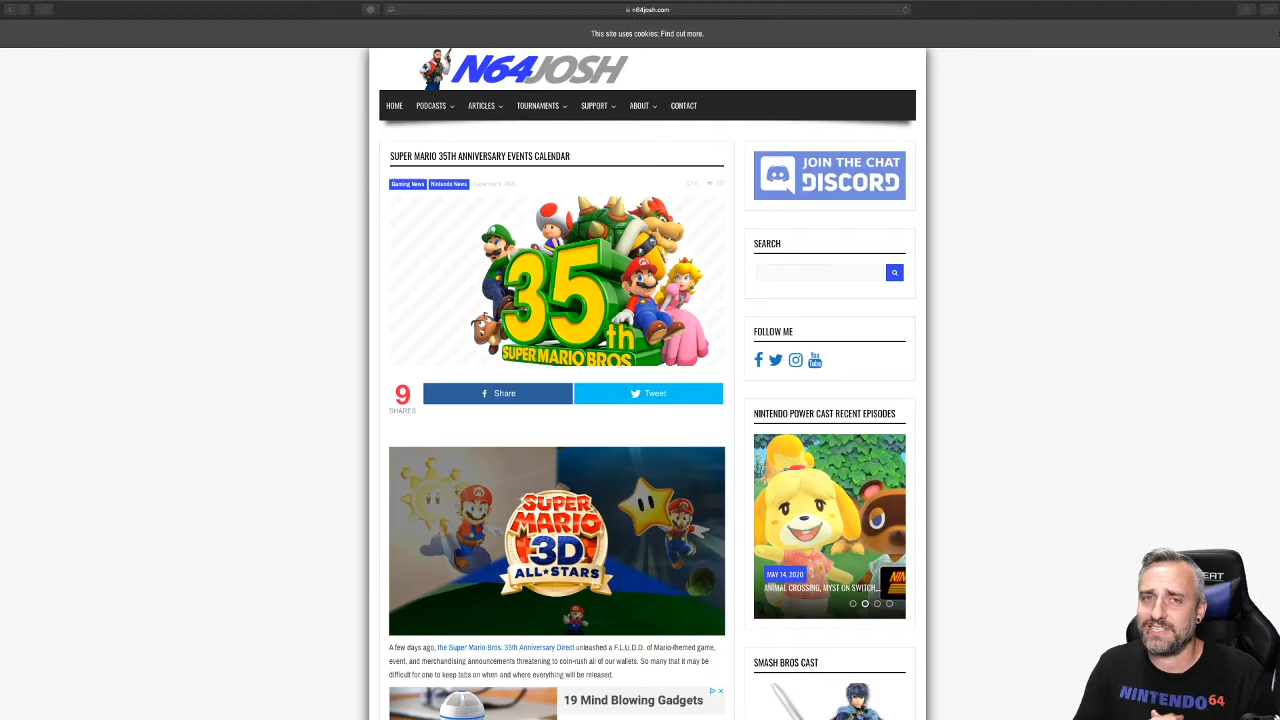 n64josh.com
This site uses cookies: Find out more.
N64JOSH
HOME PODCASTS ARTICLES TOURNAMENTS SUPPORT ABOUT CONTACT
SUPER MARIO 35TH ANNIVERSARY EVENTS CALENDAR
Gaming News Nintendo News
35th
SUPER MARIO BROS.
9
SHARES
Share
Tweet
SUPER MARIO
3D
ALL★STARS
A few days ago, the Super Mario Bros. 35th Anniversary Direct unleashed a F.L.U.D.D. of Mario-themed game,
event, and merchandising announcements threatening to coin-rush all of our wallets. So many that it may be
difficult for one to keep tabs on when and where everything will be released.
19 Mind Blowing Gadgets
JOIN THE CHAT
DISCORD
SEARCH
FOLLOW ME
You
Tube
NINTENDO POWER CAST RECENT EPISODES
MAY 14, 2020
ANIMAL CROSSING, MYST ON SWITCH,...
NIN
SMASH BROS CAST
NINTENDO64